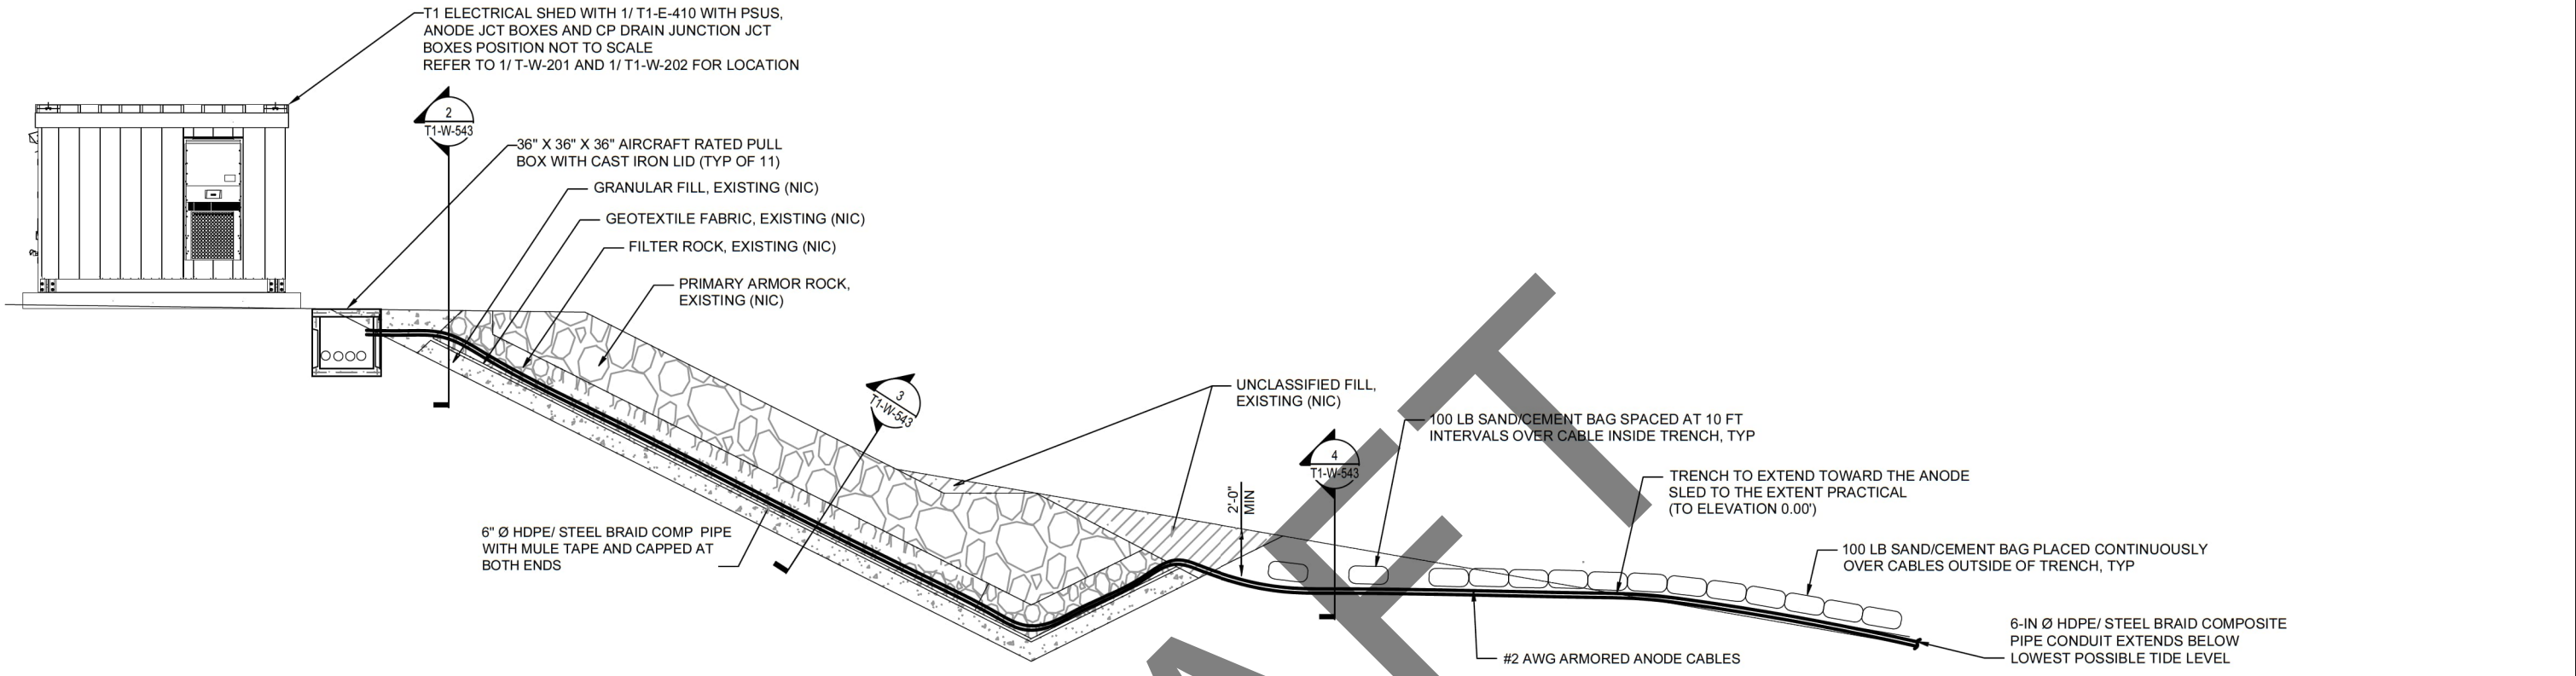 T1 ELECTRICAL SHED WITH 1/ T1-E-410 WITH PSUS,
ANODE JCT BOXES AND CP DRAIN JUNCTION JCT
BOXES POSITION NOT TO SCALE
REFER TO 1/ T-W-201 AND 1/ T1-W-202 FOR LOCATION
2
T1-W-543
36" X 36" X 36" AIRCRAFT RATED PULL
BOX WITH CAST IRON LID (TYP OF 11)
GRANULAR FILL, EXISTING (NIC)
GEOTEXTILE FABRIC, EXISTING (NIC)
FILTER ROCK, EXISTING (NIC)
PRIMARY ARMOR ROCK,
EXISTING (NIC)
3
T1-W-543
UNCLASSIFIED FILL,
EXISTING (NIC)
100 LB SAND/CEMENT BAG SPACED AT 10 FT
INTERVALS OVER CABLE INSIDE TRENCH, TYP
4
T1-W-543
2'-0"
MIN
TRENCH TO EXTEND TOWARD THE ANODE
SLED TO THE EXTENT PRACTICAL
(TO ELEVATION 0.00')
6" Ø HDPE/ STEEL BRAID COMP PIPE
WITH MULE TAPE AND CAPPED AT
BOTH ENDS
100 LB SAND/CEMENT BAG PLACED CONTINUOUSLY
OVER CABLES OUTSIDE OF TRENCH, TYP
6-IN Ø HDPE/ STEEL BRAID COMPOSITE
PIPE CONDUIT EXTENDS BELOW
LOWEST POSSIBLE TIDE LEVEL
#2 AWG ARMORED ANODE CABLES
AFT